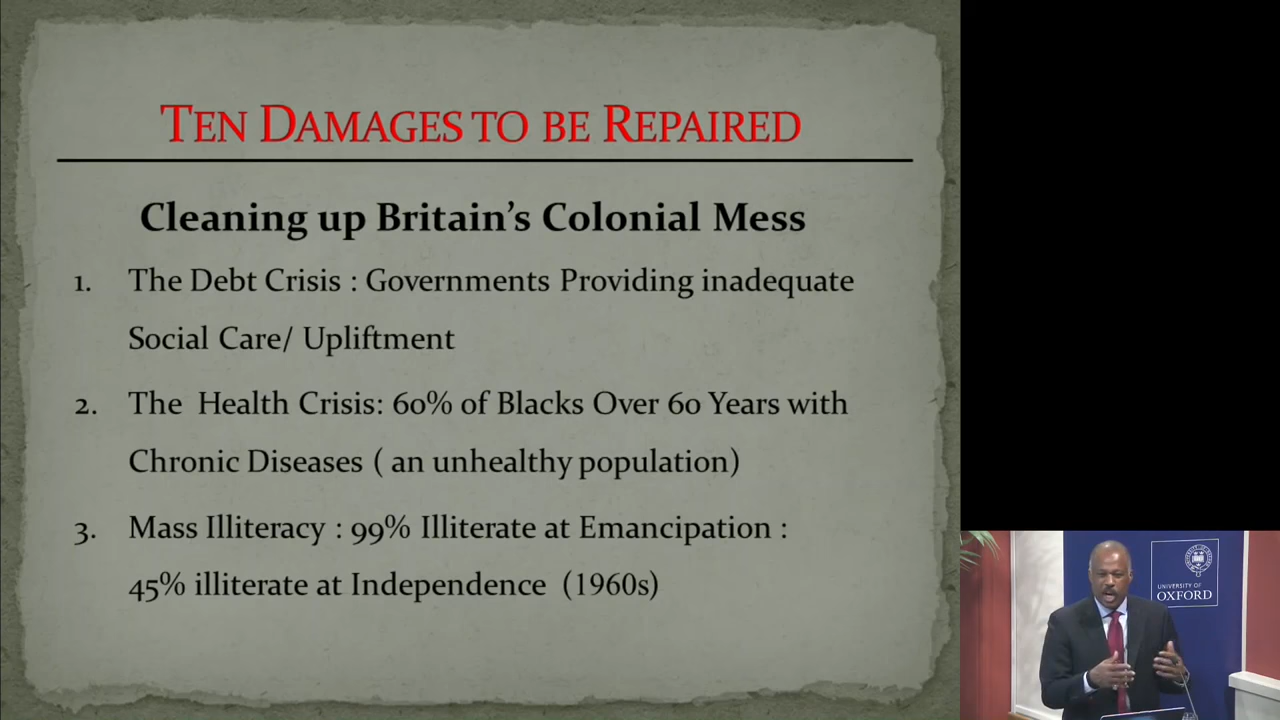 TEN DAMAGES TO BE REPAIRED
Cleaning up Britain's Colonial Mess
1. The Debt Crisis : Governments Providing inadequate
Social Care/ Upliftment
2. The Health Crisis: 60% of Blacks Over 60 Years with
Chronic Diseases ( an unhealthy population)
3. Mass Illiteracy : 99% Illiterate at Emancipation :
45% illiterate at Independence (1960s)
UNIVERSITY OF
OXFORD